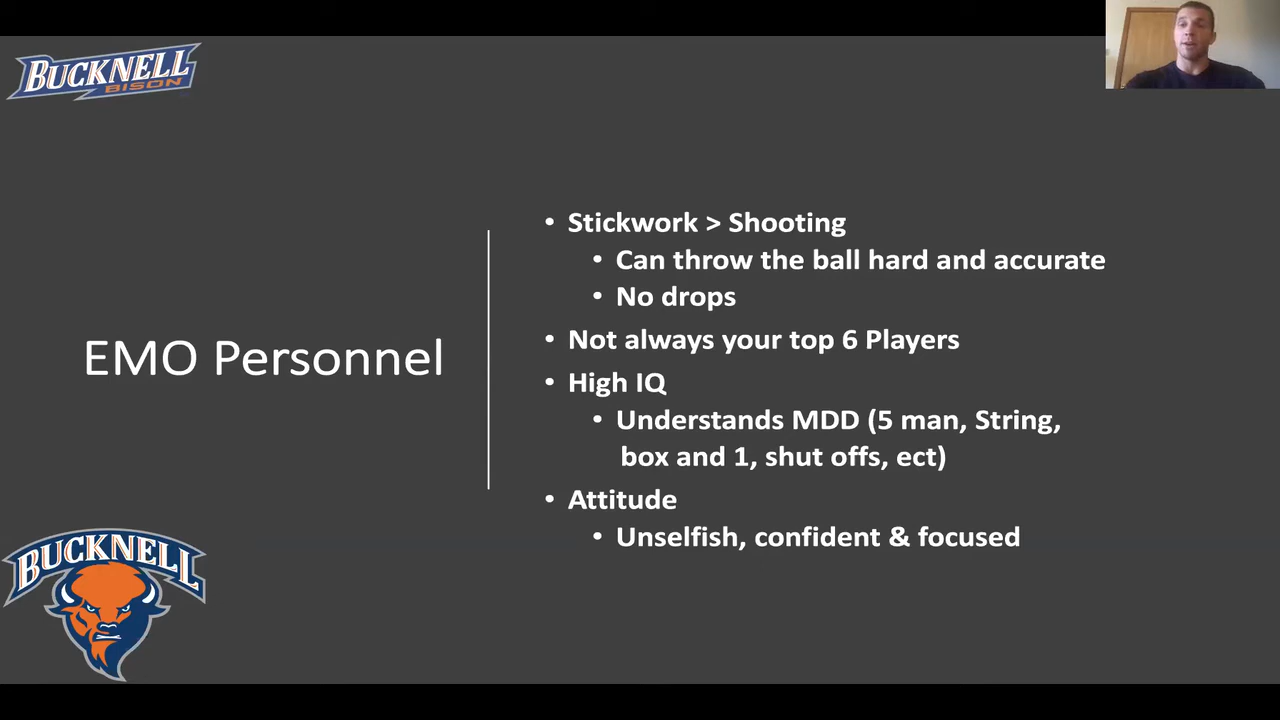 BUCKNELL
BISON
EMO Personnel
• Stickwork > Shooting
• Can throw the ball hard and accurate
• No drops
• Not always your top 6 Players
• High IQ
• Understands MDD (5 man, String,
box and 1, shut offs, ect)
• Attitude
• Unselfish, confident & focused
BUCKNELL